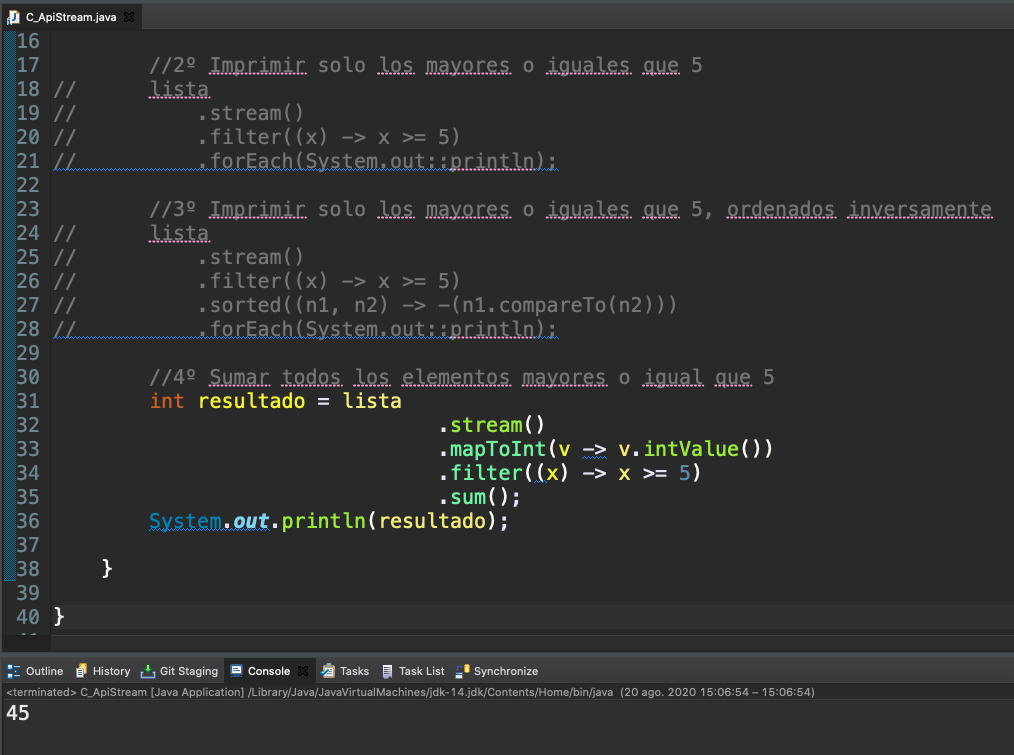 C_ApiStream.java
16
17 //2º Imprimir solo los mayores o iguales que 5
18 // lista
19 // .stream()
20 // .filter((x) -> x >= 5)
21 // .forEach(System.out::println);
22
23 //3º Imprimir solo los mayores o iguales que 5, ordenados inversamente
24 // lista
25 // .stream()
26 // .filter((x) -> x >= 5)
27 // .sorted((n1, n2) -> -(n1.compareTo(n2)))
28 // .forEach(System.out::println);
29
30 //4º Sumar todos los elementos mayores o igual que 5
31 int resultado = lista
32 .stream()
33 .mapToInt(v -> v.intValue())
34 .filter((x) -> x >= 5)
35 .sum();
36 System.out.println(resultado);
37
38 }
39
40 }
Outline History Git Staging Console Tasks Task List Synchronize
<terminated> C_ApiStream [Java Application] /Library/Java/JavaVirtualMachines/jdk-14.jdk/Contents/Home/bin/java (20 ago. 2020 15:06:54 – 15:06:54)
45